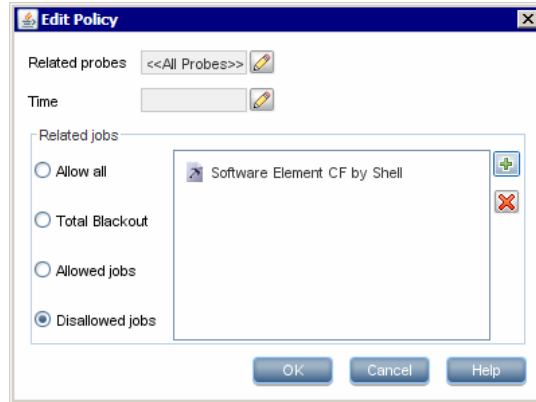 Edit Policy
Related probes <<All Probes>>
Time
Related jobs
Allow all
Software Element CF by Shell
Total Blackout
Allowed jobs
Disallowed jobs
OK Cancel Help